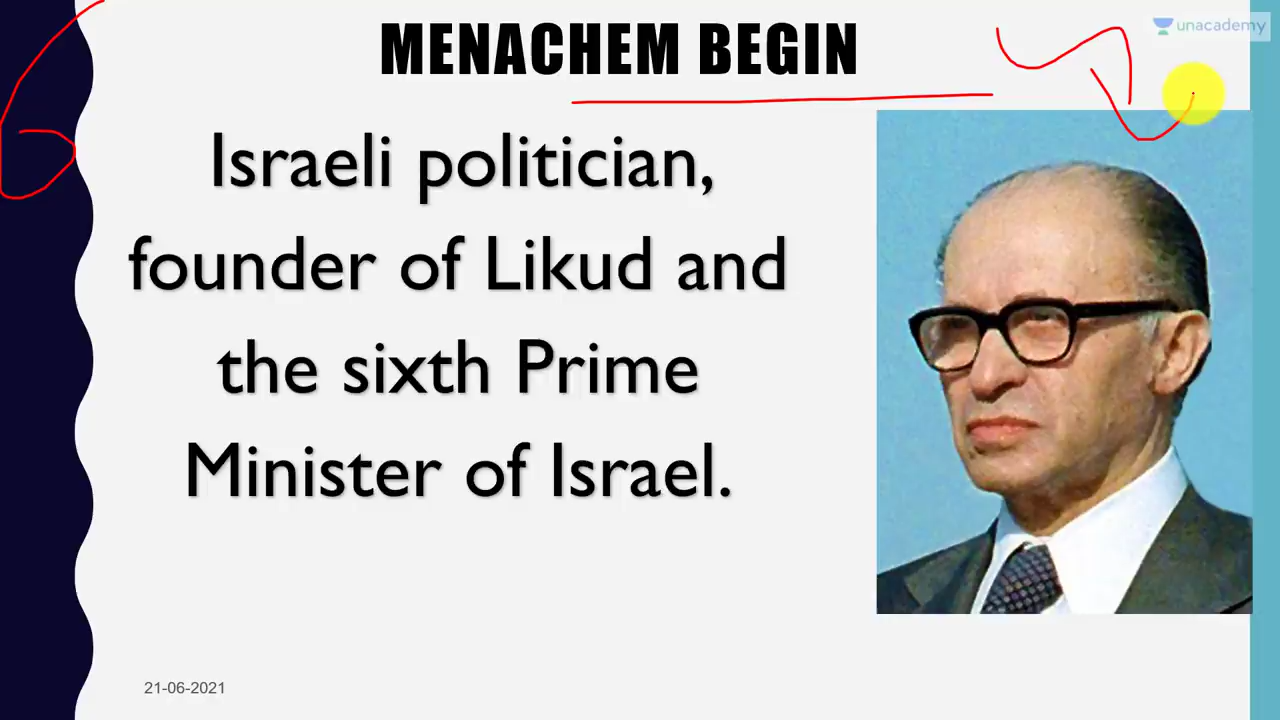 MENACHEM BEGIN
unacademy
Israeli politician,
founder of Likud and
the sixth Prime
Minister of Israel.
21-06-2021